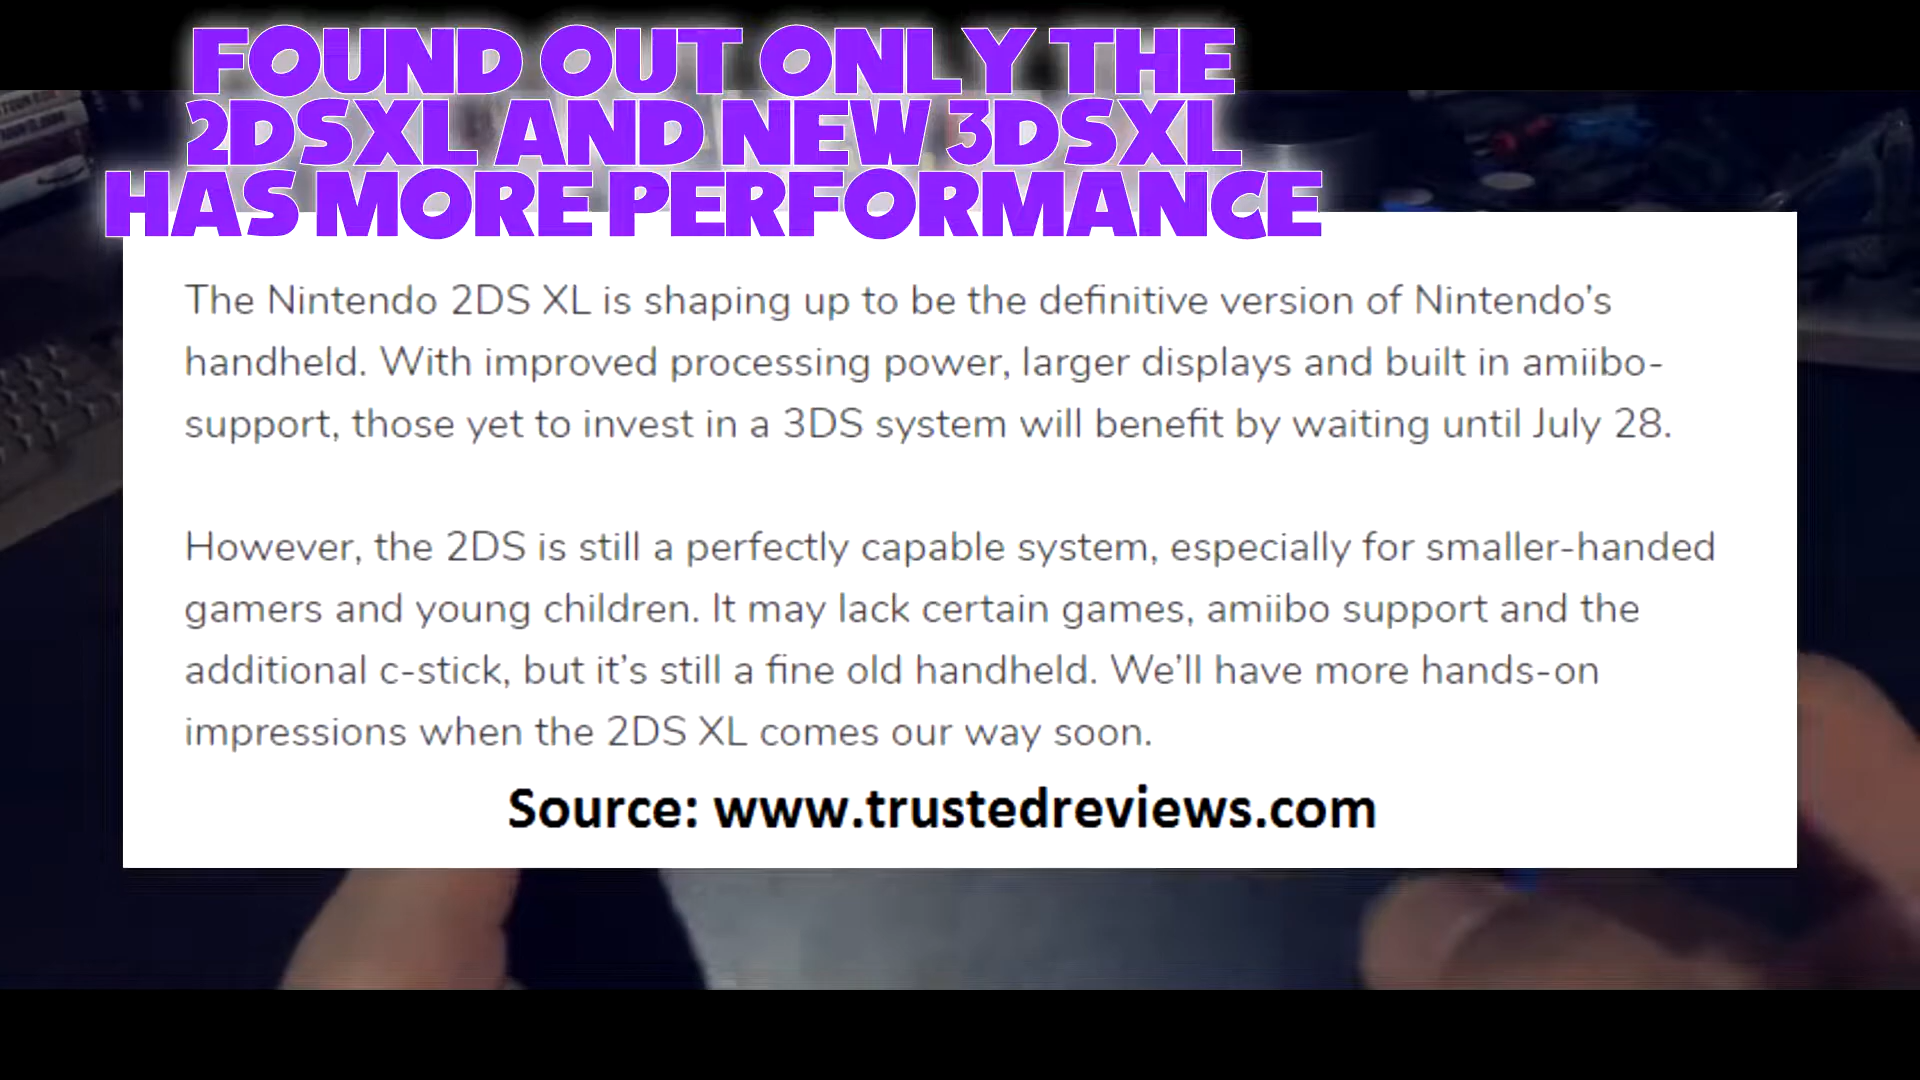 FOUND OUT ONLY THE
2DSXL AND NEW 3DSXL
HAS MORE PERFORMANCE
The Nintendo 2DS XL is shaping up to be the definitive version of Nintendo's
handheld. With improved processing power, larger displays and built in amiibo-
support, those yet to invest in a 3DS system will benefit by waiting until July 28.
However, the 2DS is still a perfectly capable system, especially for smaller-handed
gamers and young children. It may lack certain games, amiibo support and the
additional c-stick, but it's still a fine old handheld. We'll have more hands-on
impressions when the 2DS XL comes our way soon.
Source: www.trustedreviews.com